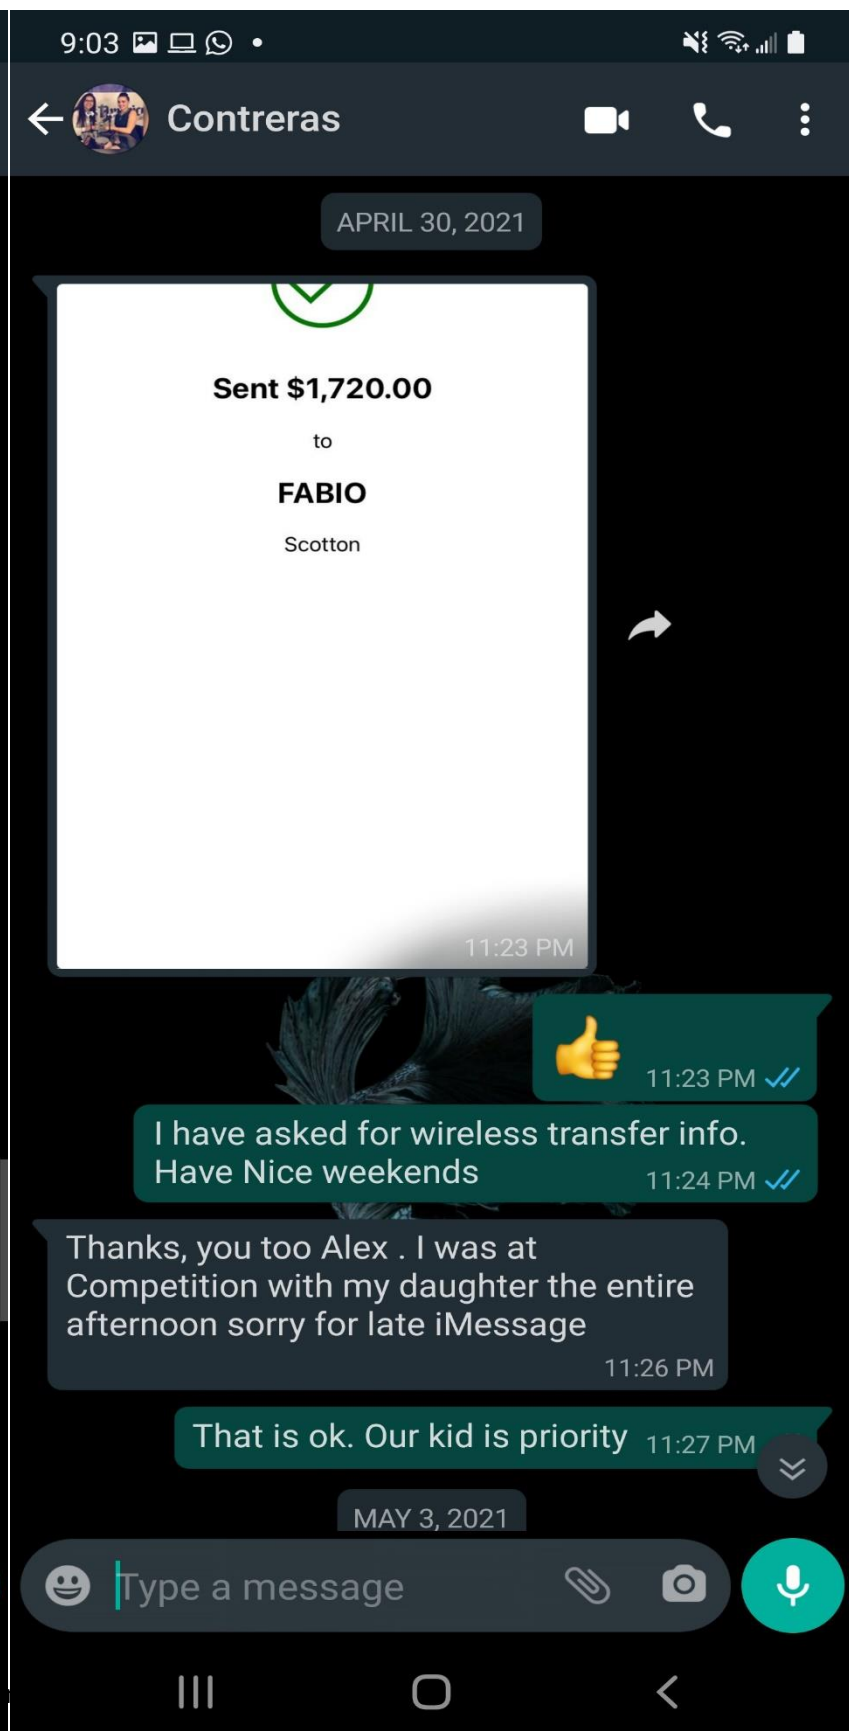 9:03
Contreras
APRIL 30, 2021
Sent $1,720.00
to
FABIO
Scotton
11:23 PM
11:23 PM
I have asked for wireless transfer info.
Have Nice weekends
11:24 PM
Thanks, you too Alex . I was at
Competition with my daughter the entire
afternoon sorry for late iMessage
11:26 PM
That is ok. Our kid is priority 11:27 PM
MAY 3, 2021
Type a message